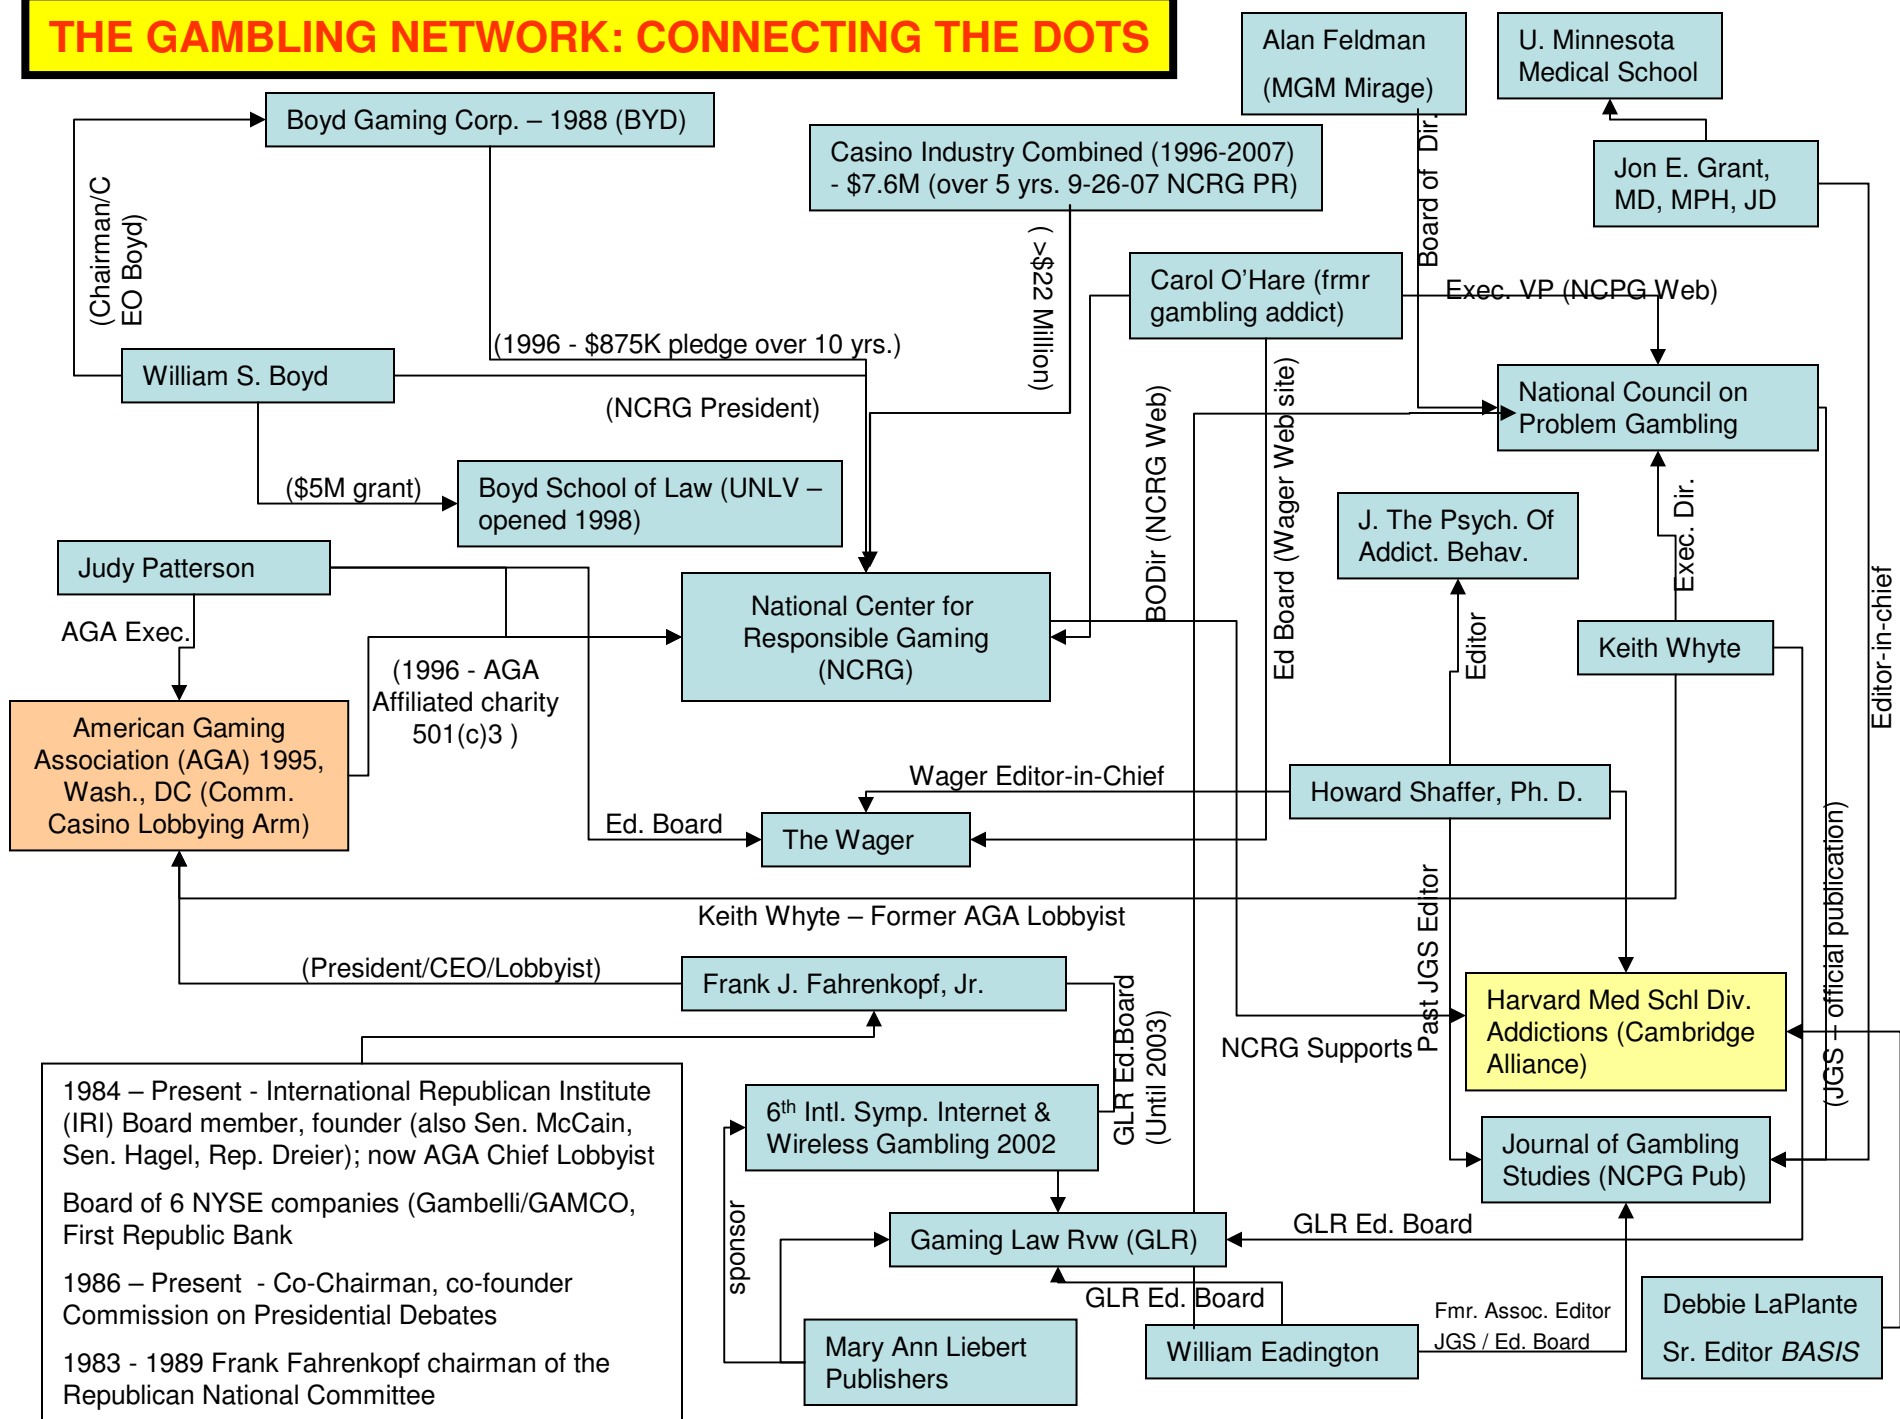 THE GAMBLING NETWORK: CONNECTING THE DOTS
Alan Feldman
(MGM Mirage)
U. Minnesota
Medical School
Boyd Gaming Corp. – 1988 (BYD)
Casino Industry Combined (1996-2007)
- $7.6M (over 5 yrs. 9-26-07 NCRG PR)
Jon E. Grant,
MD, MPH, JD
Board of Dir.
(Chairman/C
EO Boyd)
( >$22 Million)
Carol O'Hare (frmr
gambling addict)
Exec. VP (NCPG Web)
(1996 - $875K pledge over 10 yrs.)
William S. Boyd
(NCRG President)
National Council on
Problem Gambling
BODir (NCRG Web)
Ed Board (Wager Web site)
($5M grant)
Boyd School of Law (UNLV –
opened 1998)
J. The Psych. Of
Addict. Behav.
Exec. Dir.
Judy Patterson
AGA Exec.
National Center for
Responsible Gaming
(NCRG)
Editor
Keith Whyte
Editor-in-chief
(1996 - AGA
Affiliated charity
501(c)3 )
American Gaming
Association (AGA) 1995,
Wash., DC (Comm.
Casino Lobbying Arm)
Wager Editor-in-Chief
Howard Shaffer, Ph. D.
Ed. Board
The Wager
Keith Whyte – Former AGA Lobbyist
Past JGS Editor
(JGS – official publication)
(President/CEO/Lobbyist)
Frank J. Fahrenkopf, Jr.
GLR Ed.Board
(Until 2003)
NCRG Supports
Harvard Med Schl Div.
Addictions (Cambridge
Alliance)
1984 – Present - International Republican Institute
(IRI) Board member, founder (also Sen. McCain,
Sen. Hagel, Rep. Dreier); now AGA Chief Lobbyist
Board of 6 NYSE companies (Gambelli/GAMCO,
First Republic Bank
1986 – Present - Co-Chairman, co-founder
Commission on Presidential Debates
1983 - 1989 Frank Fahrenkopf chairman of the
Republican National Committee
6th Intl. Symp. Internet &
Wireless Gambling 2002
Journal of Gambling
Studies (NCPG Pub)
sponsor
Gaming Law Rvw (GLR)
GLR Ed. Board
GLR Ed. Board
Mary Ann Liebert
Publishers
William Eadington
Fmr. Assoc. Editor
JGS / Ed. Board
Debbie LaPlante
Sr. Editor BASIS